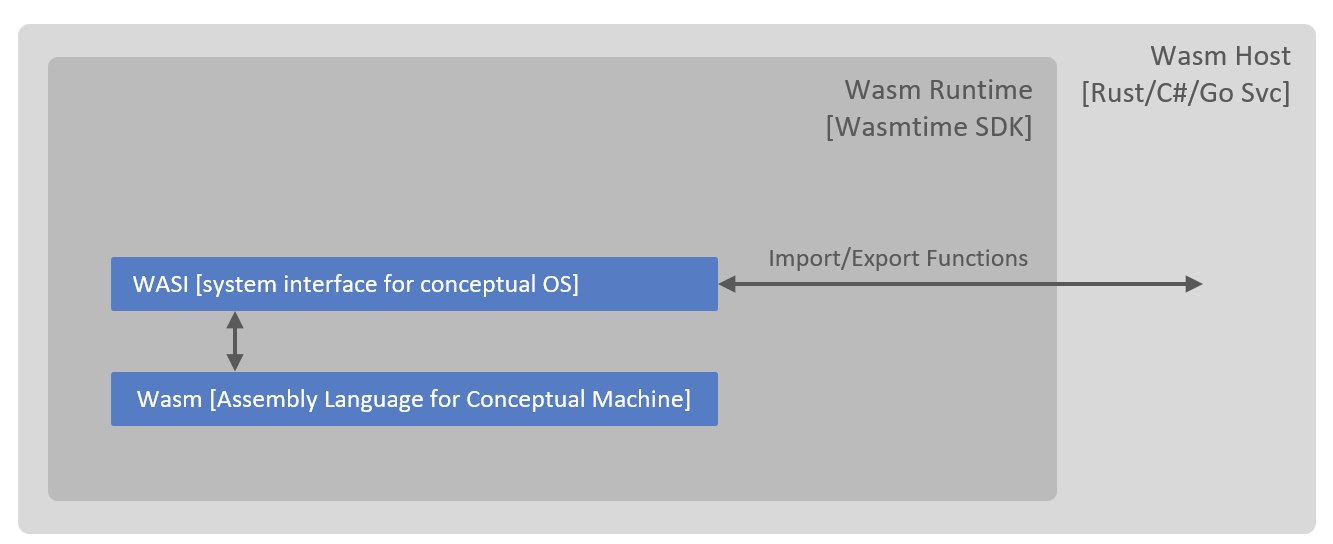 Wasm Host
[Rust/C#/Go Svc]
Wasm Runtime
[Wasmtime SDK]
Import/Export Functions
WASI [system interface for conceptual OS]
Wasm [Assembly Language for Conceptual Machine]